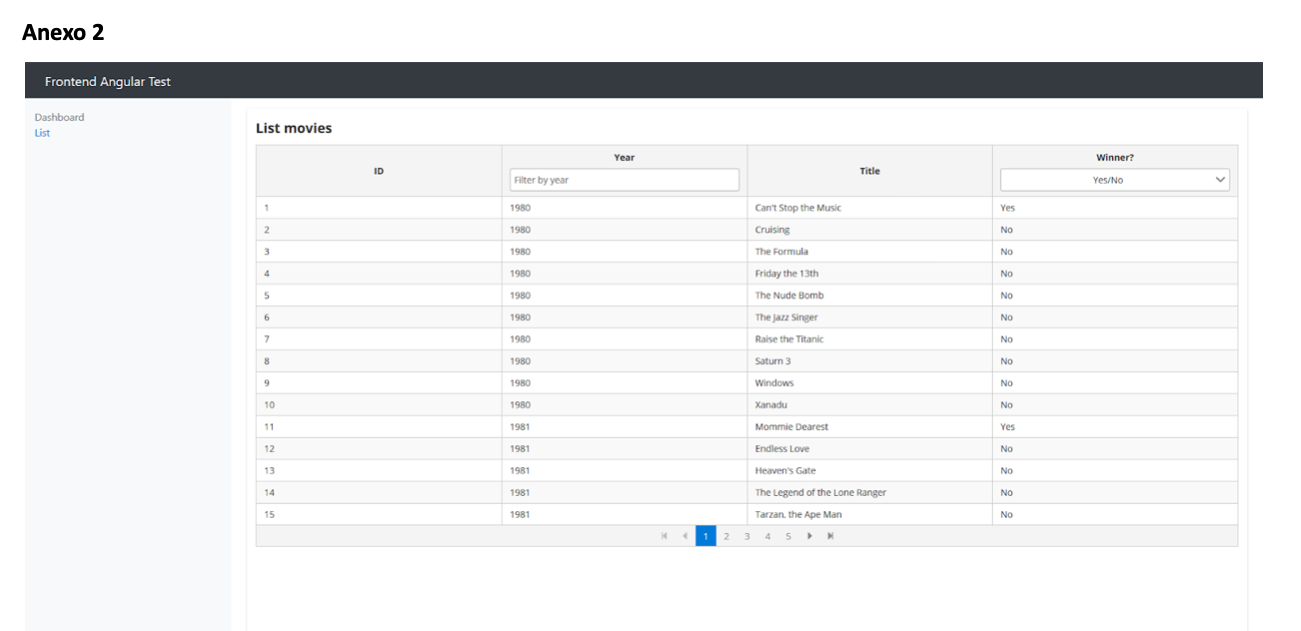 Anexo 2
Frontend Angular Test
Dashboard
List
List movies
ID Year Title Winner?
Filter by year Yes/No
1 1980 Can't Stop the Music Yes
2 1980 Cruising No
3 1980 The Formula No
4 1980 Friday the 13th No
5 1980 The Nude Bomb No
6 1980 The Jazz Singer No
7 1980 Raise the Titanic No
8 1980 Saturn 3 No
9 1980 Windows No
10 1980 Xanadu No
11 1981 Mommie Dearest Yes
12 1981 Endless Love No
13 1981 Heaven's Gate No
14 1981 The Legend of the Lone Ranger No
15 1981 Tarzan, the Ape Man No
1 2 3 4 5